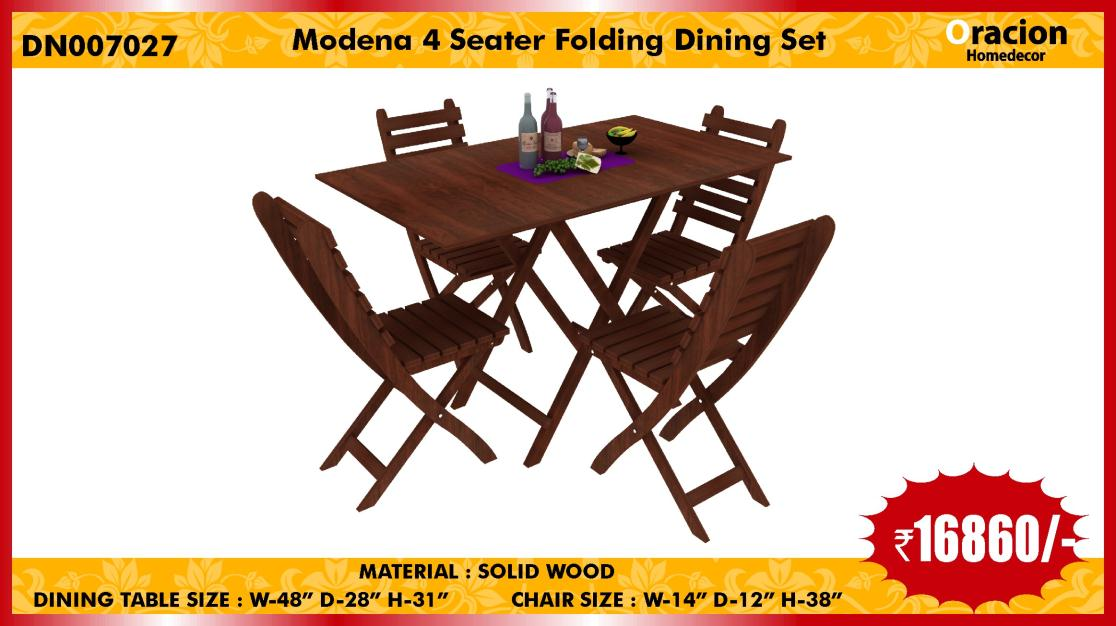 DN007027
Modena 4 Seater Folding Dining Set
Oracion
Homedecor
₹16860/-
MATERIAL : SOLID WOOD
DINING TABLE SIZE : W-48” D-28” H-31”
CHAIR SIZE : W-14” D-12” H-38”